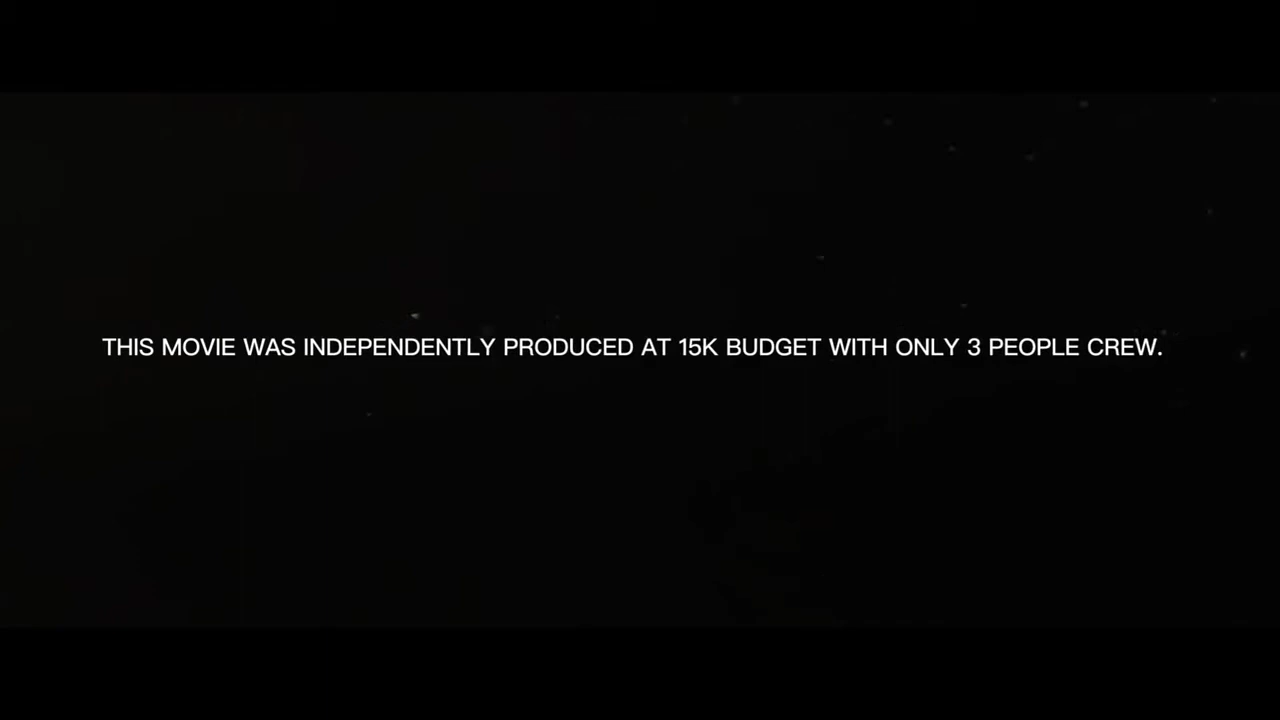 THIS MOVIE WAS INDEPENDENTLY PRODUCED AT 15K BUDGET WITH ONLY 3 PEOPLE CREW.